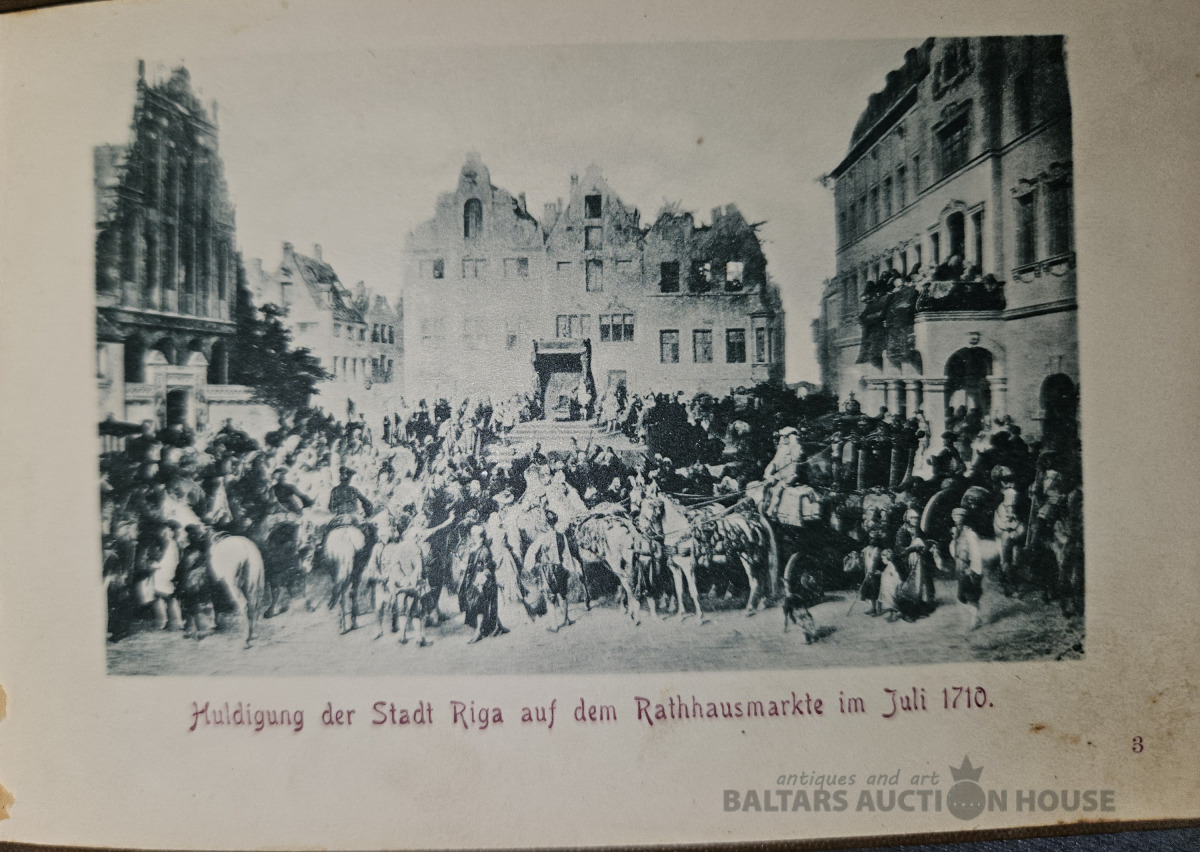 Huldigung der Stadt Riga auf dem Rathhausmarkte im Juli 1710.
3
antiques and art
BALTARS AUCTION HOUSE